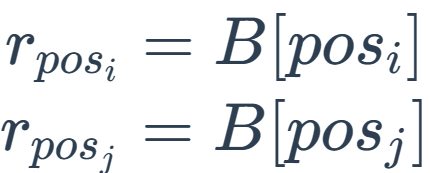 r_{pos_i} = B[pos_i]
r_{pos_j} = B[pos_j]